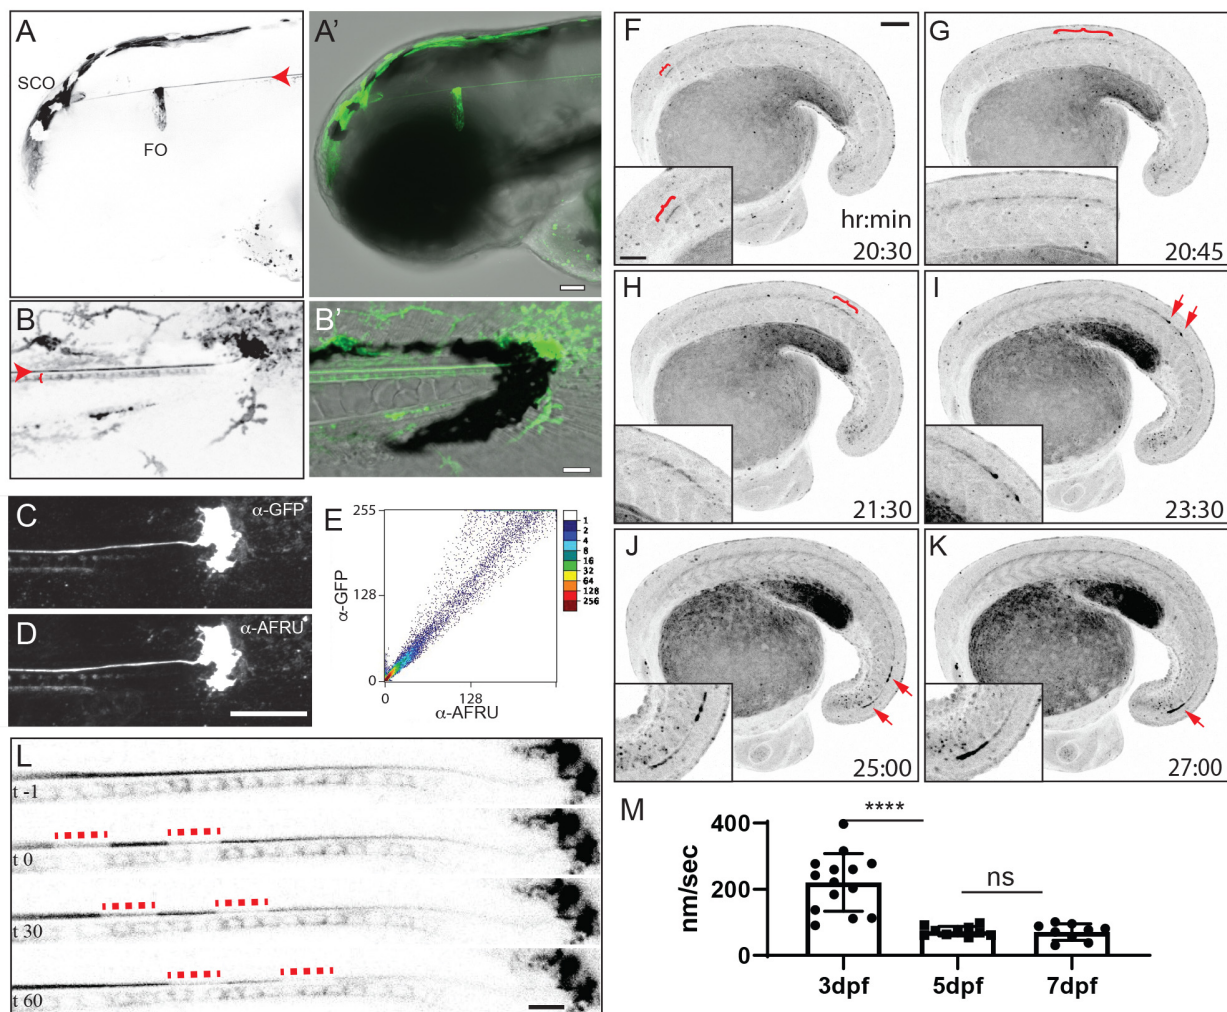 A
SCO
FO
A'
B
B'
C
α-GFP
D
α-AFRU
E
255
128
0
α-GFP
0
128
α-AFRU
1
2
4
8
16
32
64
128
256
F
hr:min
20:30
G
20:45
H
21:30
I
23:30
J
25:00
K
27:00
L
t -1
t 0
t 30
t 60
M
****
ns
400
200
0
nm/sec
3dpf
5dpf
7dpf